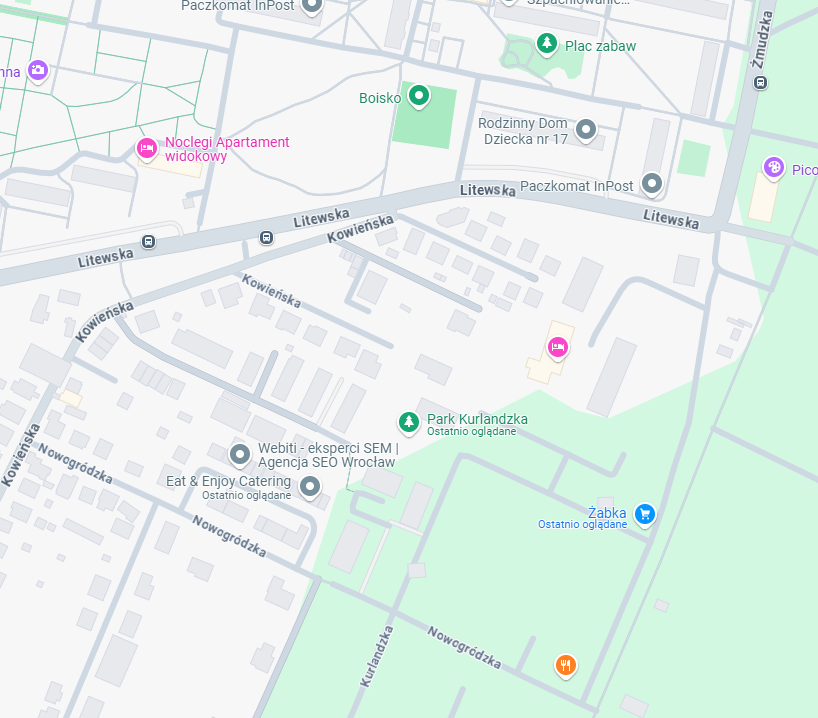 Paczkomat InPost
Szpachlowanie...
Żmudzka
Plac zabaw
nna
Boisko
Rodzinny Dom
Dziecka nr 17
Noclegi Apartament
widokowy
Pico
Litewska
Paczkomat InPost
Litewska
Litewska
Kowieńska
Litewska
Kowieńska
Kowieńska
Park Kurlandzka
Ostatnio oglądane
Kowieńska
Webiti - eksperci SEM |
Agencja SEO Wrocław
Nowogródzka
Eat & Enjoy Catering
Ostatnio oglądane
Żabka
Ostatnio oglądane
Nowogródzka
Kurlandzka
Nowogródzka